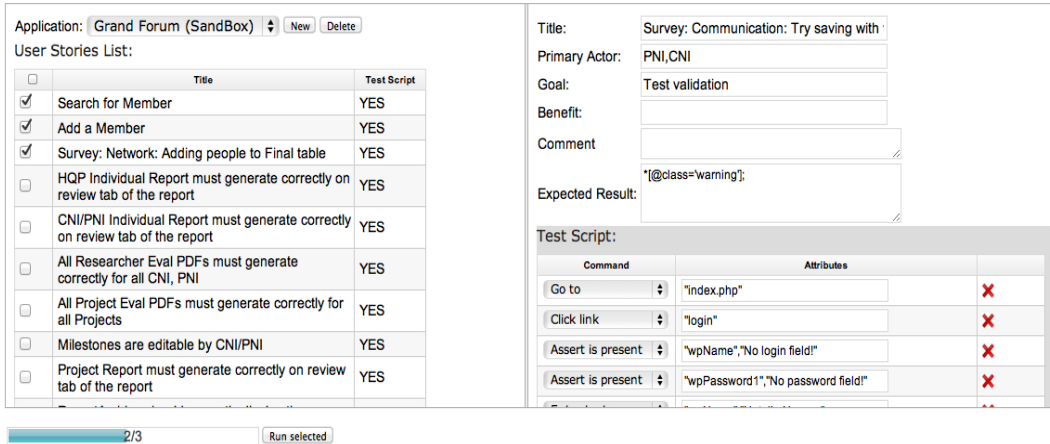 Application: Grand Forum (SandBox) New Delete
User Stories List:
Title Test Script
Search for Member YES
Add a Member YES
Survey: Network: Adding people to Final table YES
HQP Individual Report must generate correctly on
review tab of the report YES
CNI/PNI Individual Report must generate correctly
on review tab of the report YES
All Researcher Eval PDFs must generate
correctly for all CNI, PNI YES
All Project Eval PDFs must generate correctly for
all Projects YES
Milestones are editable by CNI/PNI YES
Project Report must generate correctly on review
tab of the report YES
2/3 Run selected
Title: Survey: Communication: Try saving with
Primary Actor: PNI,CNI
Goal: Test validation
Benefit:
Comment
Expected Result: *[@class='warning'];
Test Script:
Command Attributes
Go to "index.php"
Click link "login"
Assert is present "wpName","No login field!"
Assert is present "wpPassword1","No password field!"